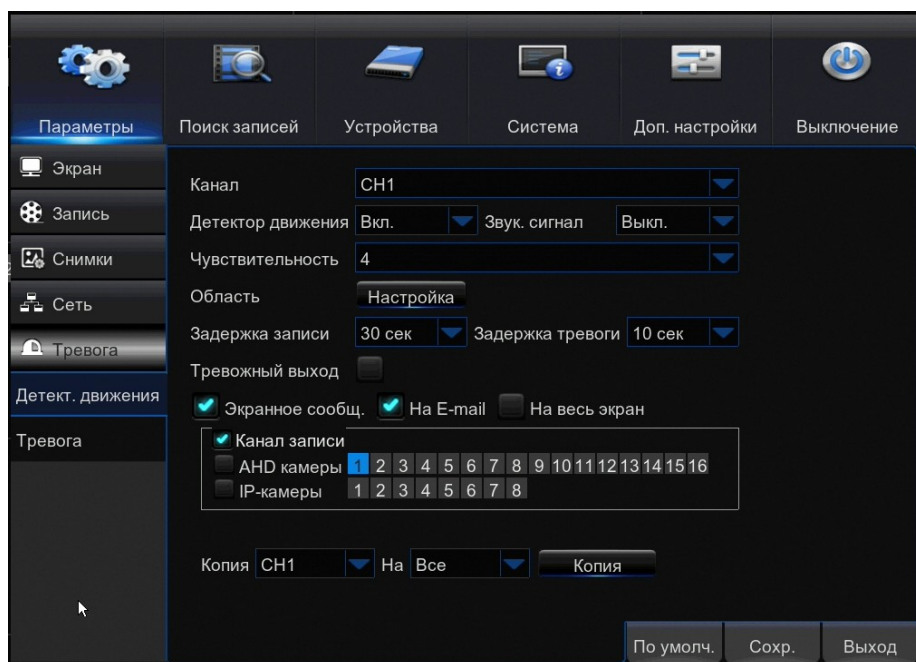 Параметры Поиск записей Устройства Система Доп. настройки Выключение
Экран
Запись
Снимки
Сеть
Тревога
Детект. движения
Тревога
Канал CH1
Детектор движения Вкл. Звук. сигнал Выкл.
Чувствительность 4
Область Настройка
Задержка записи 30 сек Задержка тревоги 10 сек
Тревожный выход
Экранное сообщ. На E-mail На весь экран
Канал записи
AHD камеры 1 2 3 4 5 6 7 8 9 10 11 12 13 14 15 16
IP-камеры 1 2 3 4 5 6 7 8
Копия CH1 На Все Копия
По умолч. Сохр. Выход